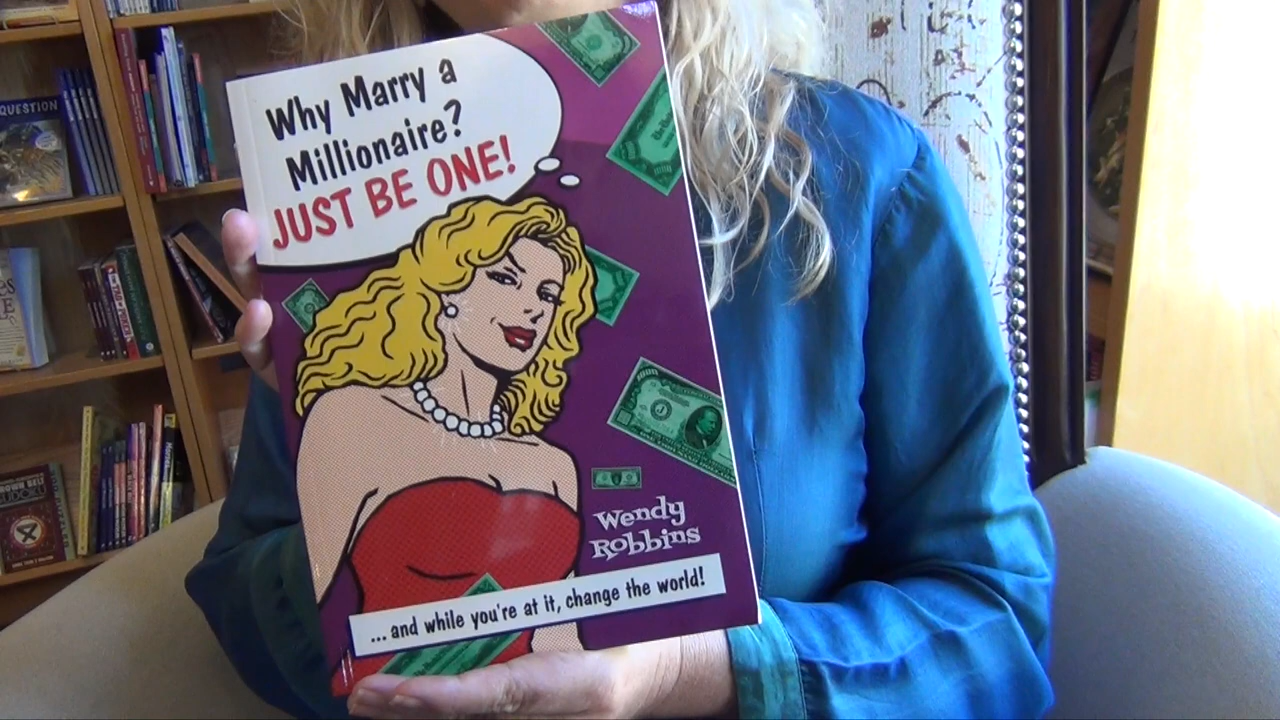 Why Marry a
Millionaire?
JUST BE ONE!
Wendy
Robbins
... and while you're at it, change the world!
QUESTION